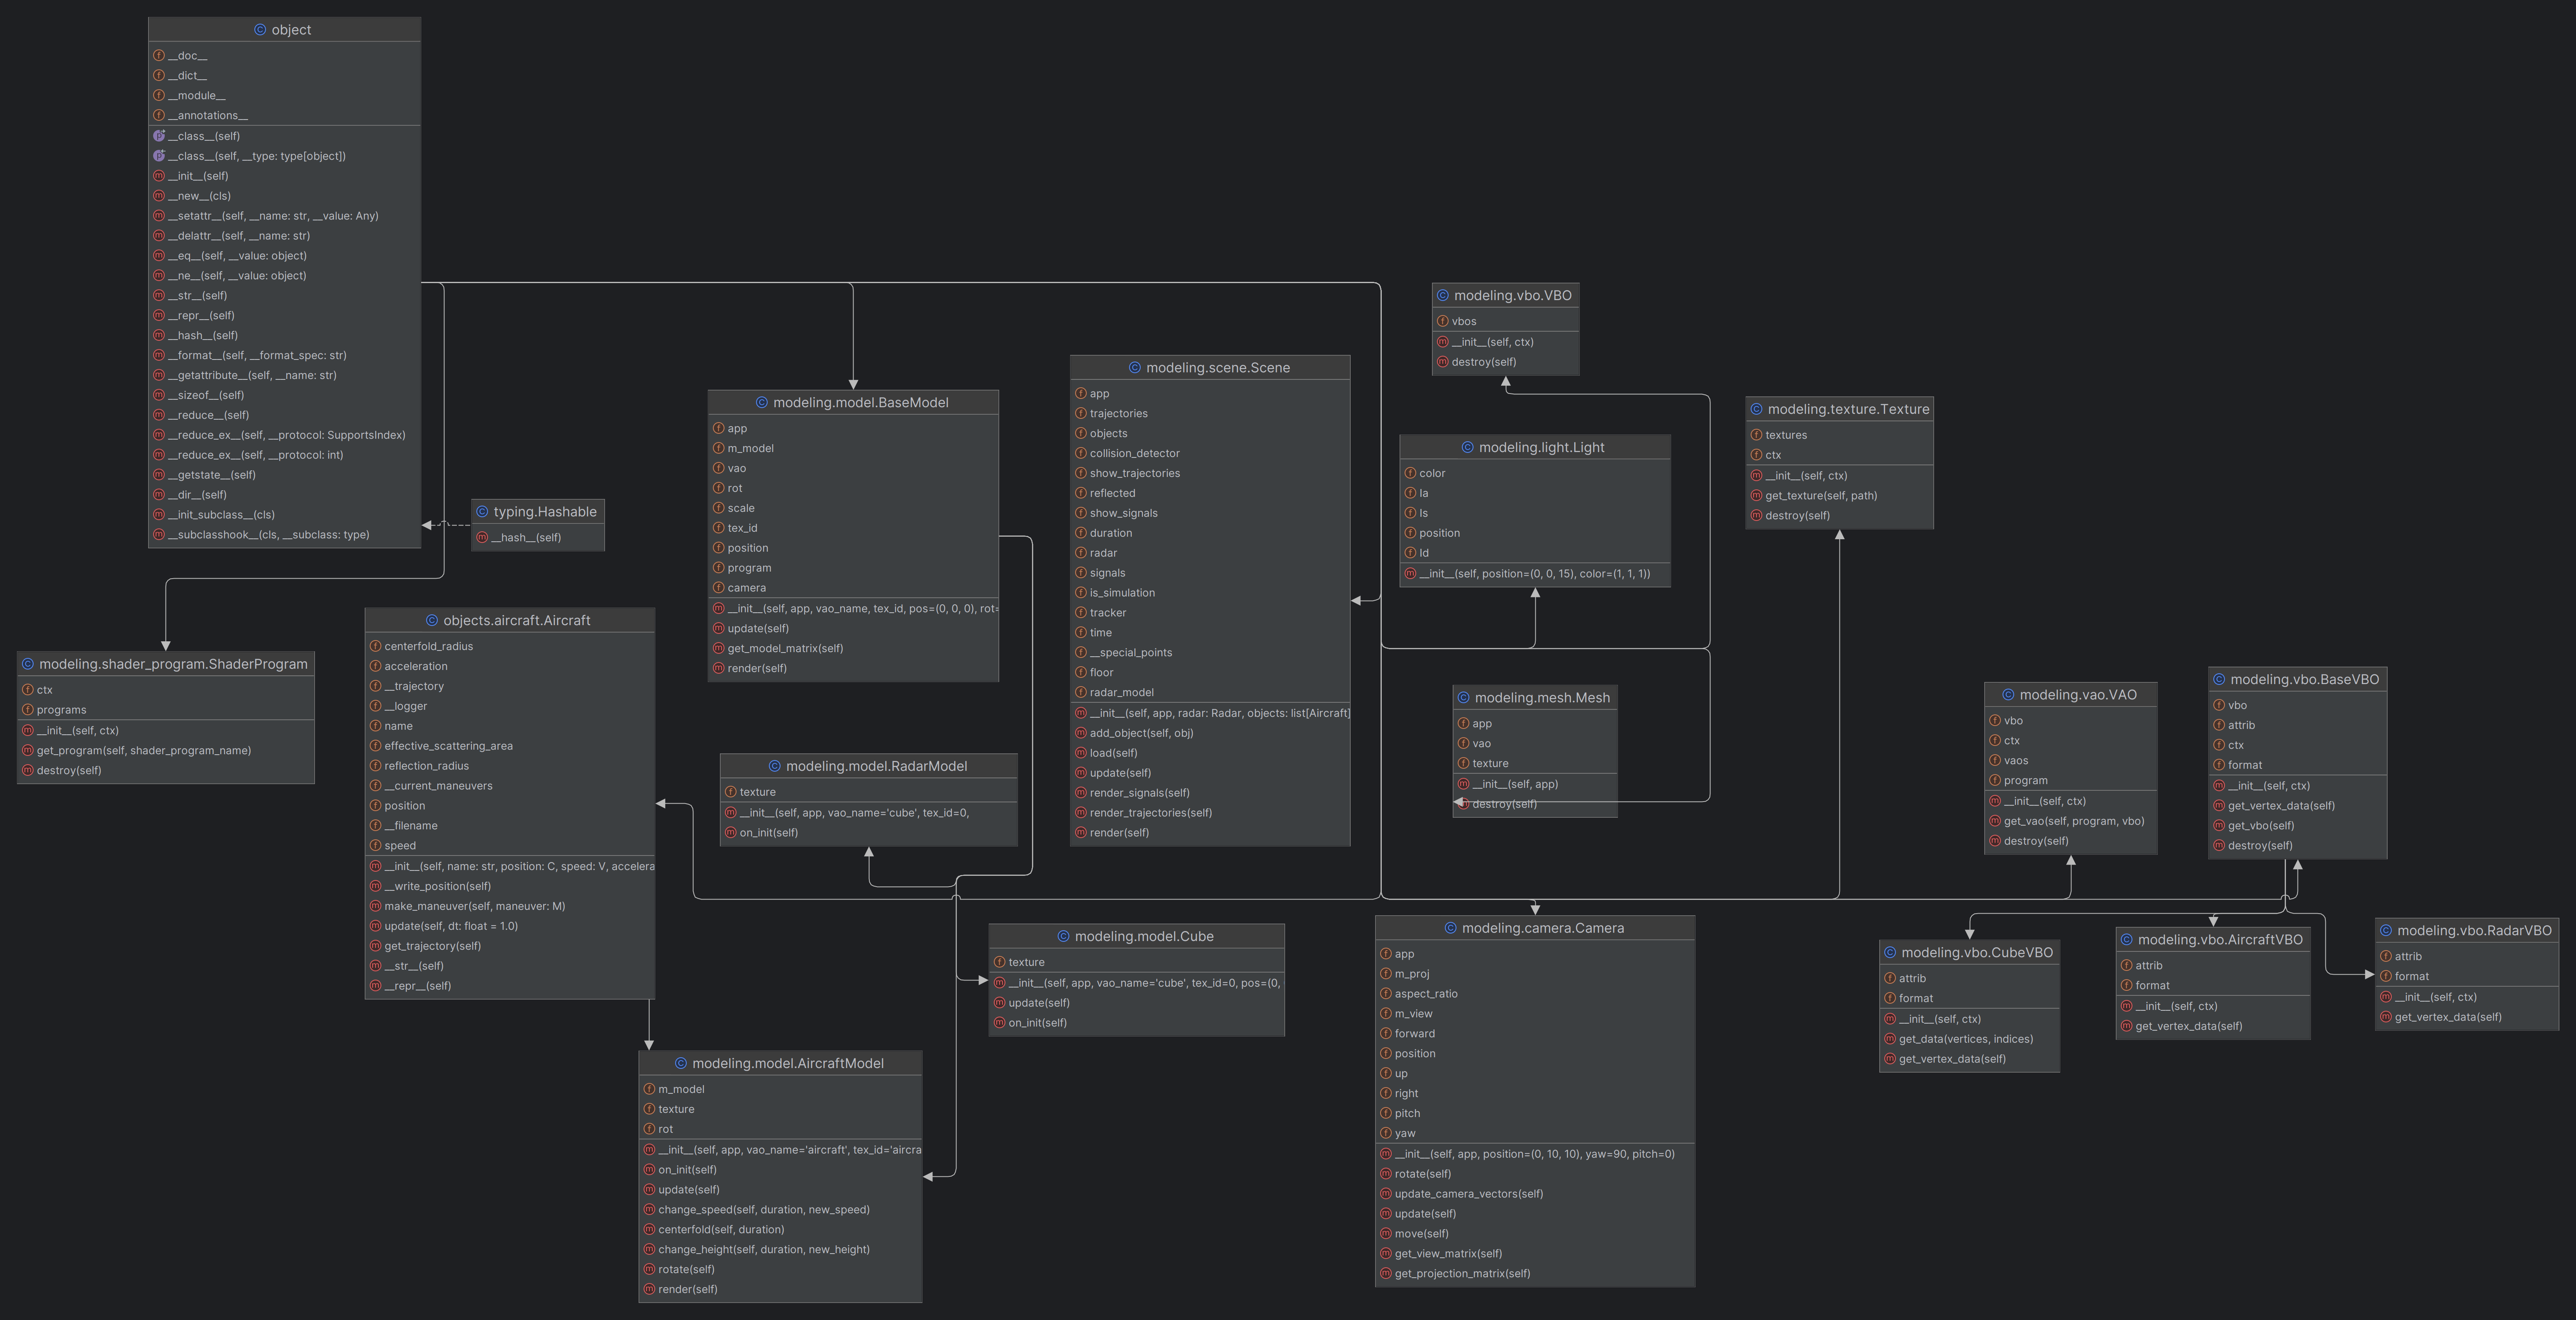 object
__doc__
__dict__
__module__
__annotations__
__class__(self)
__class__(self, __type: type[object])
__init__(self)
__new__(cls)
__setattr__(self, __name: str, __value: Any)
__delattr__(self, __name: str)
__eq__(self, __value: object)
__ne__(self, __value: object)
__str__(self)
__repr__(self)
__hash__(self)
__format__(self, __format_spec: str)
__getattribute__(self, __name: str)
__sizeof__(self)
__reduce__(self)
__reduce_ex__(self, __protocol: SupportsIndex)
__reduce_ex__(self, __protocol: int)
__getstate__(self)
__dir__(self)
__init_subclass__(cls)
__subclasshook__(cls, __subclass: type)
typing.Hashable
__hash__(self)
modeling.shader_program.ShaderProgram
ctx
programs
__init__(self, ctx)
get_program(self, shader_program_name)
destroy(self)
objects.aircraft.Aircraft
centerfold_radius
acceleration
__trajectory
__logger
name
effective_scattering_area
reflection_radius
__current_maneuvers
position
__filename
speed
__init__(self, name: str, position: C, speed: V, accelera
__write_position(self)
make_maneuver(self, maneuver: M)
update(self, dt: float = 1.0)
get_trajectory(self)
__str__(self)
__repr__(self)
modeling.model.BaseModel
app
m_model
vao
rot
scale
tex_id
position
program
camera
__init__(self, app, vao_name, tex_id, pos=(0, 0, 0), rot=
update(self)
get_model_matrix(self)
render(self)
modeling.model.RadarModel
texture
__init__(self, app, vao_name='cube', tex_id=0,
on_init(self)
modeling.model.Cube
texture
__init__(self, app, vao_name='cube', tex_id=0, pos=(0,
update(self)
on_init(self)
modeling.model.AircraftModel
m_model
texture
rot
__init__(self, app, vao_name='aircraft', tex_id='aircra
on_init(self)
update(self)
change_speed(self, duration, new_speed)
centerfold(self, duration)
change_height(self, duration, new_height)
rotate(self)
render(self)
modeling.scene.Scene
app
trajectories
objects
collision_detector
show_trajectories
reflected
show_signals
duration
radar
signals
is_simulation
tracker
time
__special_points
floor
radar_model
__init__(self, app, radar: Radar, objects: list[Aircraft]
add_object(self, obj)
load(self)
update(self)
render_signals(self)
render_trajectories(self)
render(self)
modeling.vbo.VBO
vbos
__init__(self, ctx)
destroy(self)
modeling.light.Light
color
Ia
Is
position
Id
__init__(self, position=(0, 0, 15), color=(1, 1, 1))
modeling.mesh.Mesh
app
vao
texture
__init__(self, app)
destroy(self)
modeling.camera.Camera
app
m_proj
aspect_ratio
m_view
forward
position
up
right
pitch
yaw
__init__(self, app, position=(0, 10, 10), yaw=90, pitch=0)
rotate(self)
update_camera_vectors(self)
update(self)
move(self)
get_view_matrix(self)
get_projection_matrix(self)
modeling.texture.Texture
textures
ctx
__init__(self, ctx)
get_texture(self, path)
destroy(self)
modeling.vao.VAO
vbo
ctx
vaos
program
__init__(self, ctx)
get_vao(self, program, vbo)
destroy(self)
modeling.vbo.BaseVBO
vbo
attrib
ctx
format
__init__(self, ctx)
get_vertex_data(self)
get_vbo(self)
destroy(self)
modeling.vbo.CubeVBO
attrib
format
__init__(self, ctx)
get_data(vertices, indices)
get_vertex_data(self)
modeling.vbo.AircraftVBO
attrib
format
__init__(self, ctx)
get_vertex_data(self)
modeling.vbo.RadarVBO
attrib
format
__init__(self, ctx)
get_vertex_data(self)